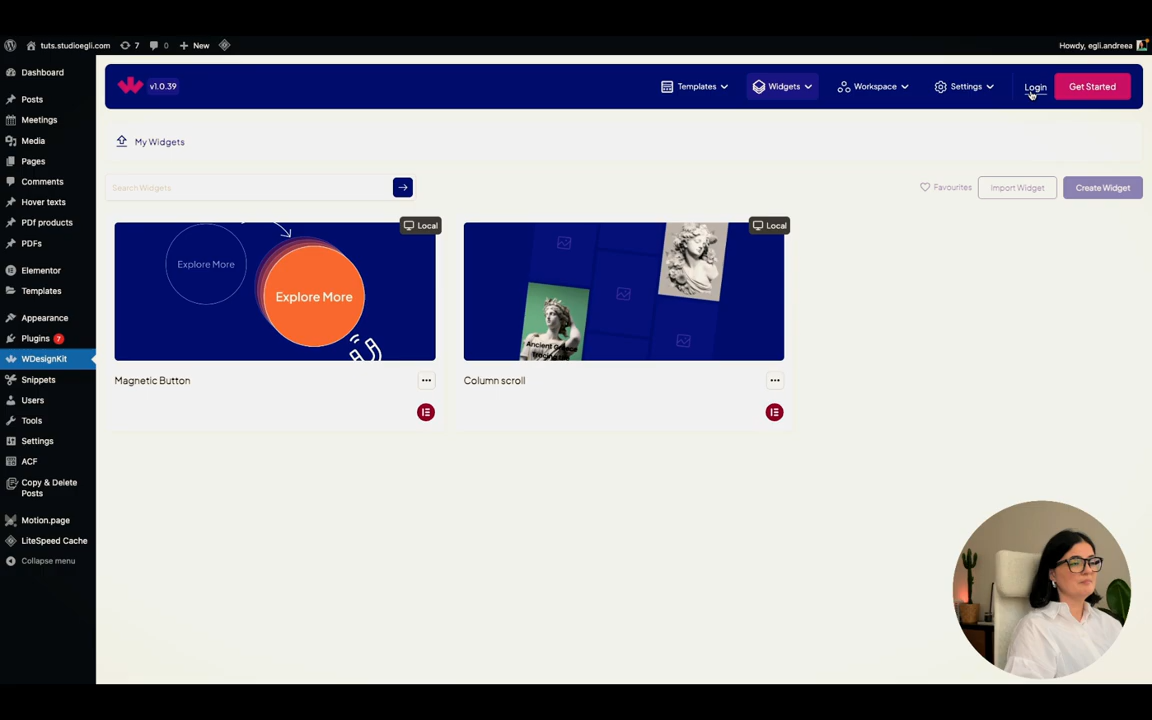 tuts.studioegli.com 7 0 New
Howdy, egli.andreea
Dashboard
Posts
Meetings
Media
Pages
Comments
Hover texts
PDf products
PDFs
Elementor
Templates
Appearance
Plugins 7
WDesignKit
Snippets
Users
Tools
Settings
ACF
Copy & Delete
Posts
Motion.page
LiteSpeed Cache
Collapse menu
v1.0.39
Templates Widgets Workspace Settings Login Get Started
My Widgets
Search Widgets
Favourites Import Widget Create Widget
Local
Explore More
Explore More
Magnetic Button
Local
Ancient Greece
Column scroll